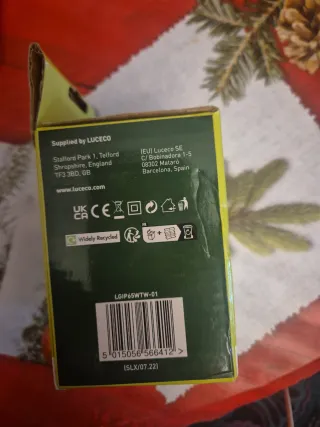 Supplied by LUCECO
Stafford Park 1, Telford
Shropshire, England
TF3 3BD, GB
www.luceco.com
(EU) Luceco SE
C/ Bobinadora 1-5
08302 Mataró
Barcelona, Spain
UK
CA CE
Widely Recycled
LGIP65WTW-01
5 015056 566412 >
(SLX/07.22)